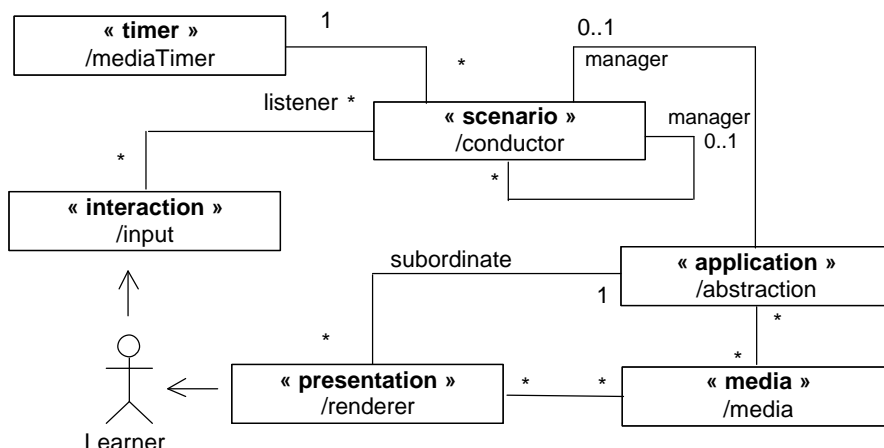 « timer »
/mediaTimer
1
*
0..1
manager
listener *
« scenario »
/conductor
manager
0..1
*
*
« interaction »
/input
subordinate
1
« application »
/abstraction
*
*
*
« presentation »
/renderer
*
*
« media »
/media
Learner